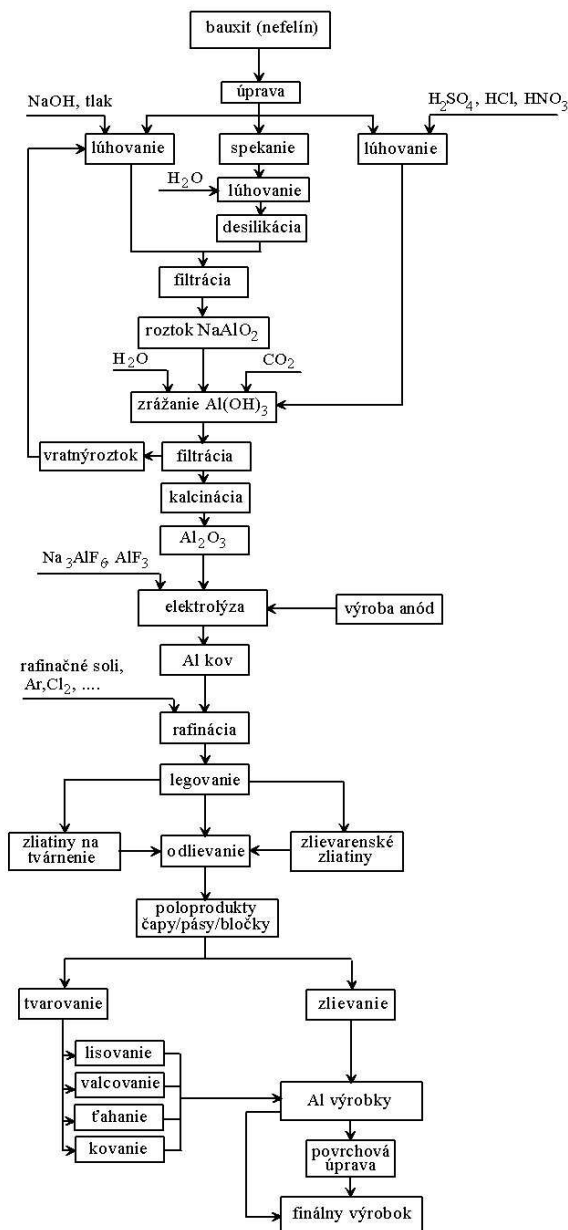 bauxit (nefelín)
úprava
NaOH, tlak
H2SO4, HCl, HNO3
lúhovanie
spekanie
lúhovanie
H2O
lúhovanie
desilikácia
filtrácia
roztok NaAlO2
H2O
CO2
zrážanie Al(OH)3
vratnýroztok
filtrácia
kalcinácia
Al2O3
Na3AlF6, AlF3
elektrolýza
výroba anód
Al kov
rafinačné soli,
Ar,Cl2, ....
rafinácia
legovanie
zliatiny na
tvárnenie
odlievanie
zlievarenské
zliatiny
poloprodukty
čapy/pásy/bločky
tvarovanie
zlievanie
lisovanie
valcovanie
ťahanie
kovanie
Al výrobky
povrchová
úprava
finálny výrobok